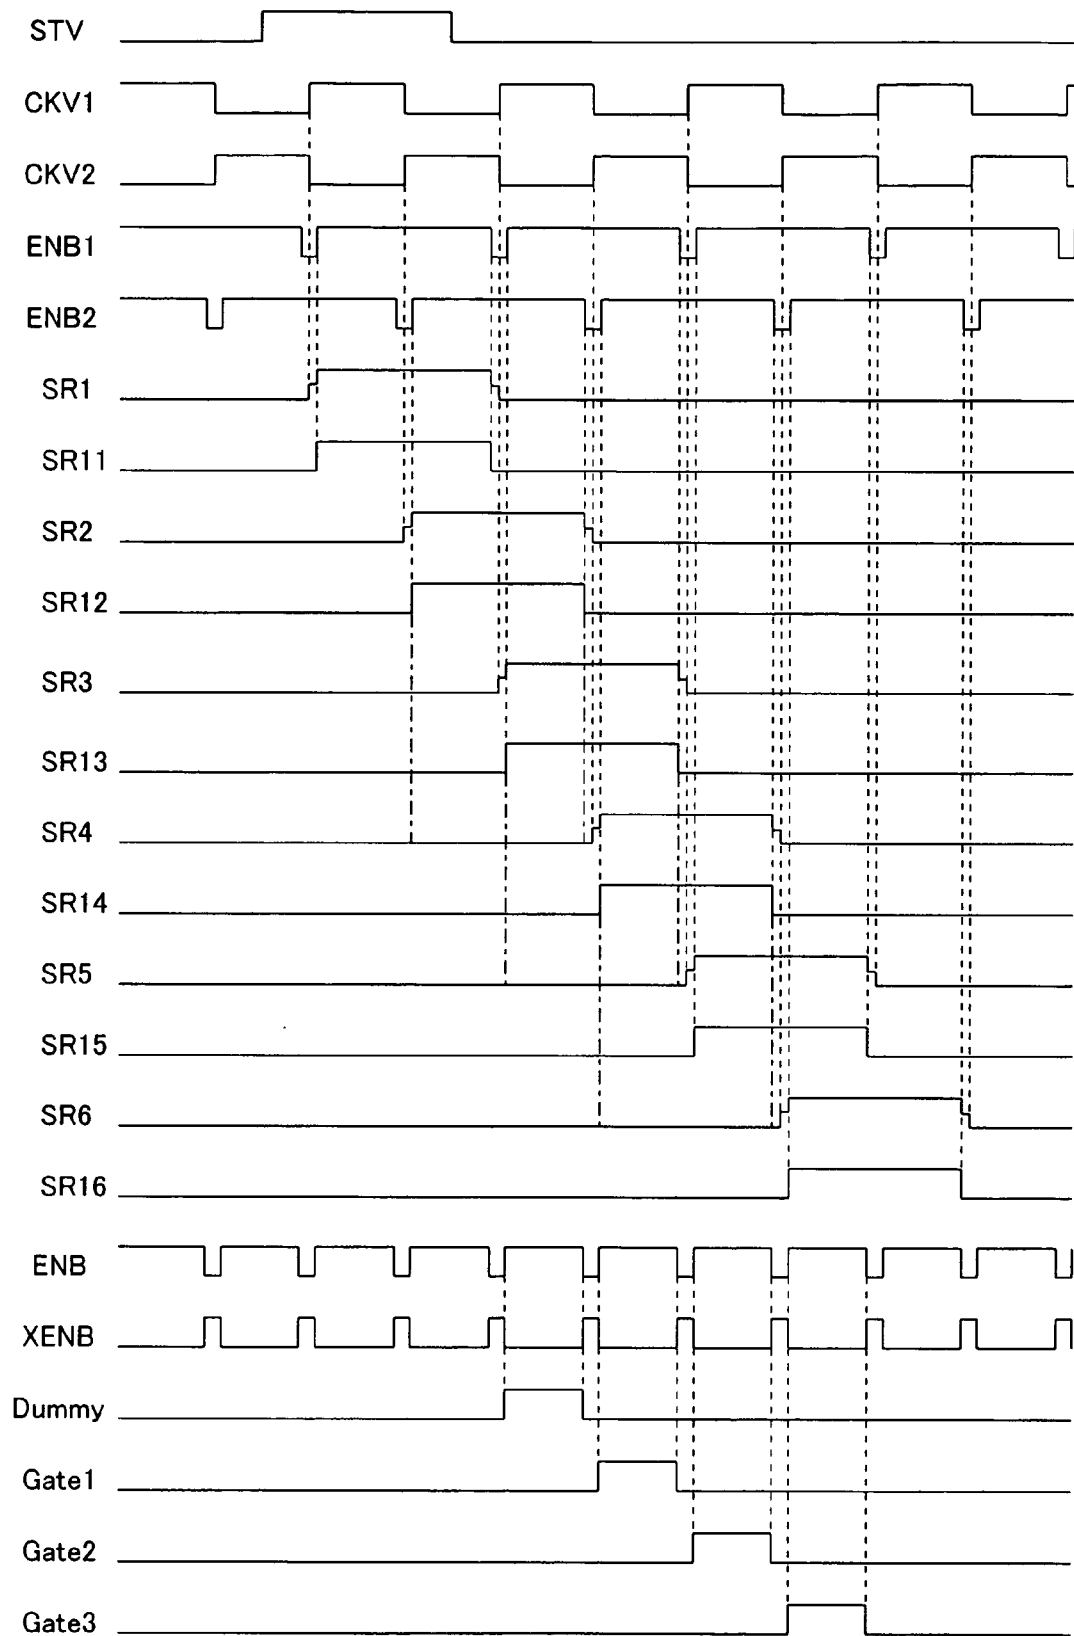 STV
CKV1
CKV2
ENB1
ENB2
SR1
SR11
SR2
SR12
SR3
SR13
SR4
SR14
SR5
SR15
SR6
SR16
ENB
XENB
Dummy
Gate1
Gate2
Gate3